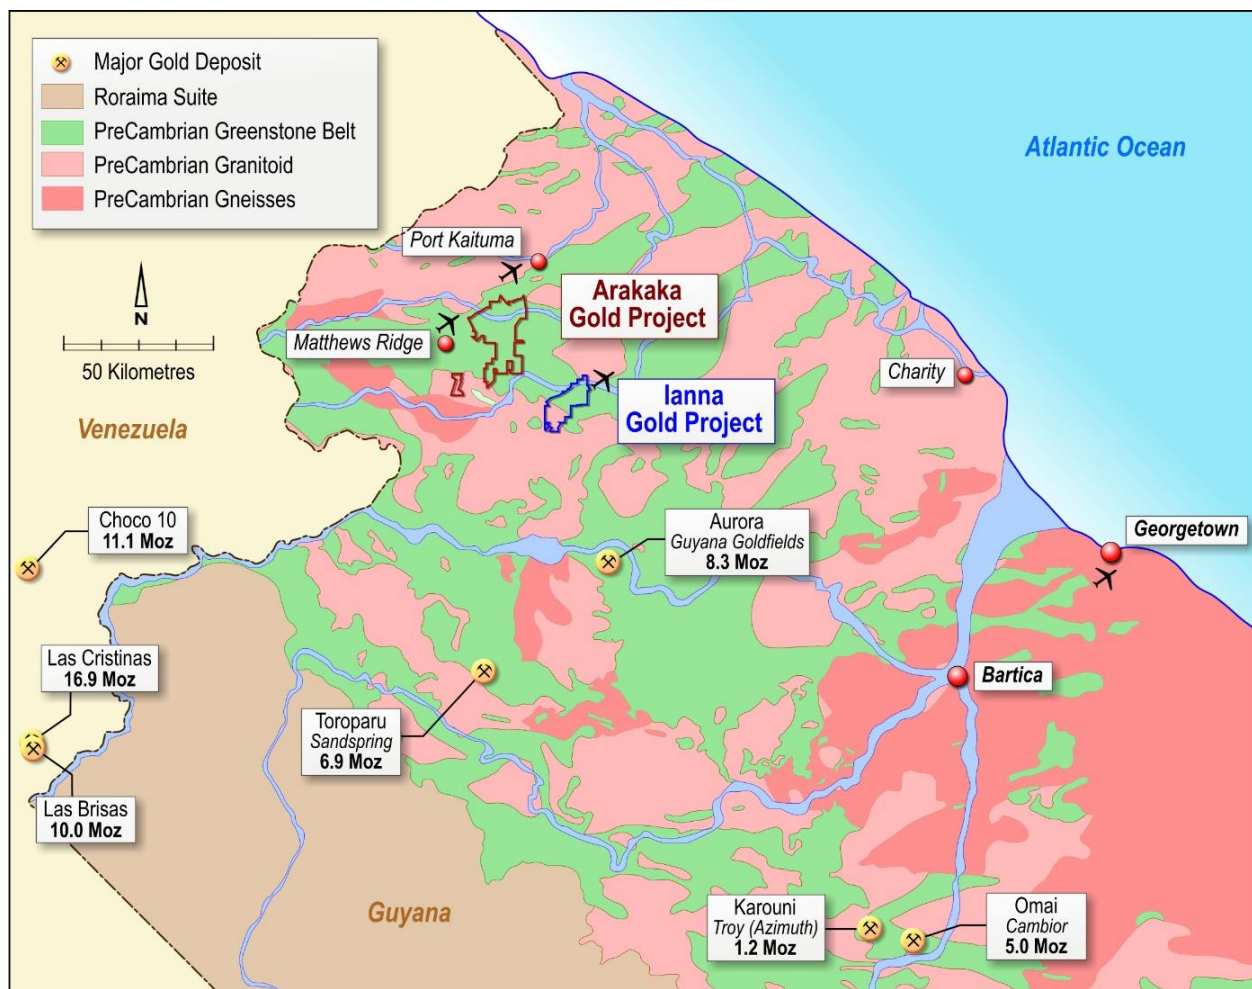 Major Gold Deposit
Roraima Suite
PreCambrian Greenstone Belt
PreCambrian Granitoid
PreCambrian Gneisses
Atlantic Ocean
Port Kaituma
N
50 Kilometres
Arakaka
Gold Project
Matthews Ridge
Charity
Ianna
Gold Project
Venezuela
Choco 10
11.1 Moz
Aurora
Guyana Goldfields
8.3 Moz
Georgetown
Las Cristinas
16.9 Moz
Bartica
Toroparu
Sandspring
6.9 Moz
Las Brisas
10.0 Moz
Guyana
Karouni
Troy (Azimuth)
1.2 Moz
Omai
Cambior
5.0 Moz